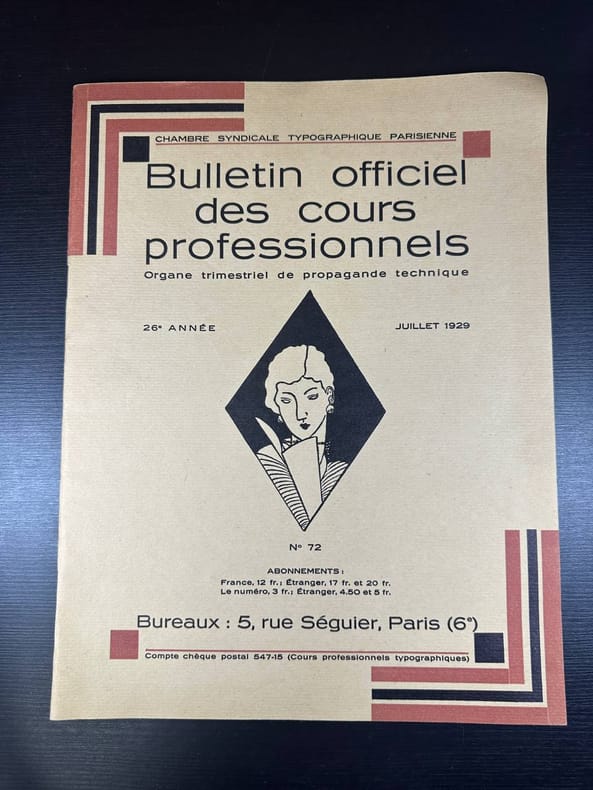 CHAMBRE SYNDICALE TYPOGRAPHIQUE PARISIENNE
Bulletin officiel
des cours
professionnels
Organe trimestriel de propagande technique
26e ANNÉE
JUILLET 1929
No 72
ABONNEMENTS :
France, 12 fr.; Étranger, 17 fr. et 20 fr.
Le numéro, 3 fr.; Étranger, 4.50 et 5 fr.
Bureaux : 5, rue Séguier, Paris (6e)
Compte chèque postal 547-15 (Cours professionnels typographiques)